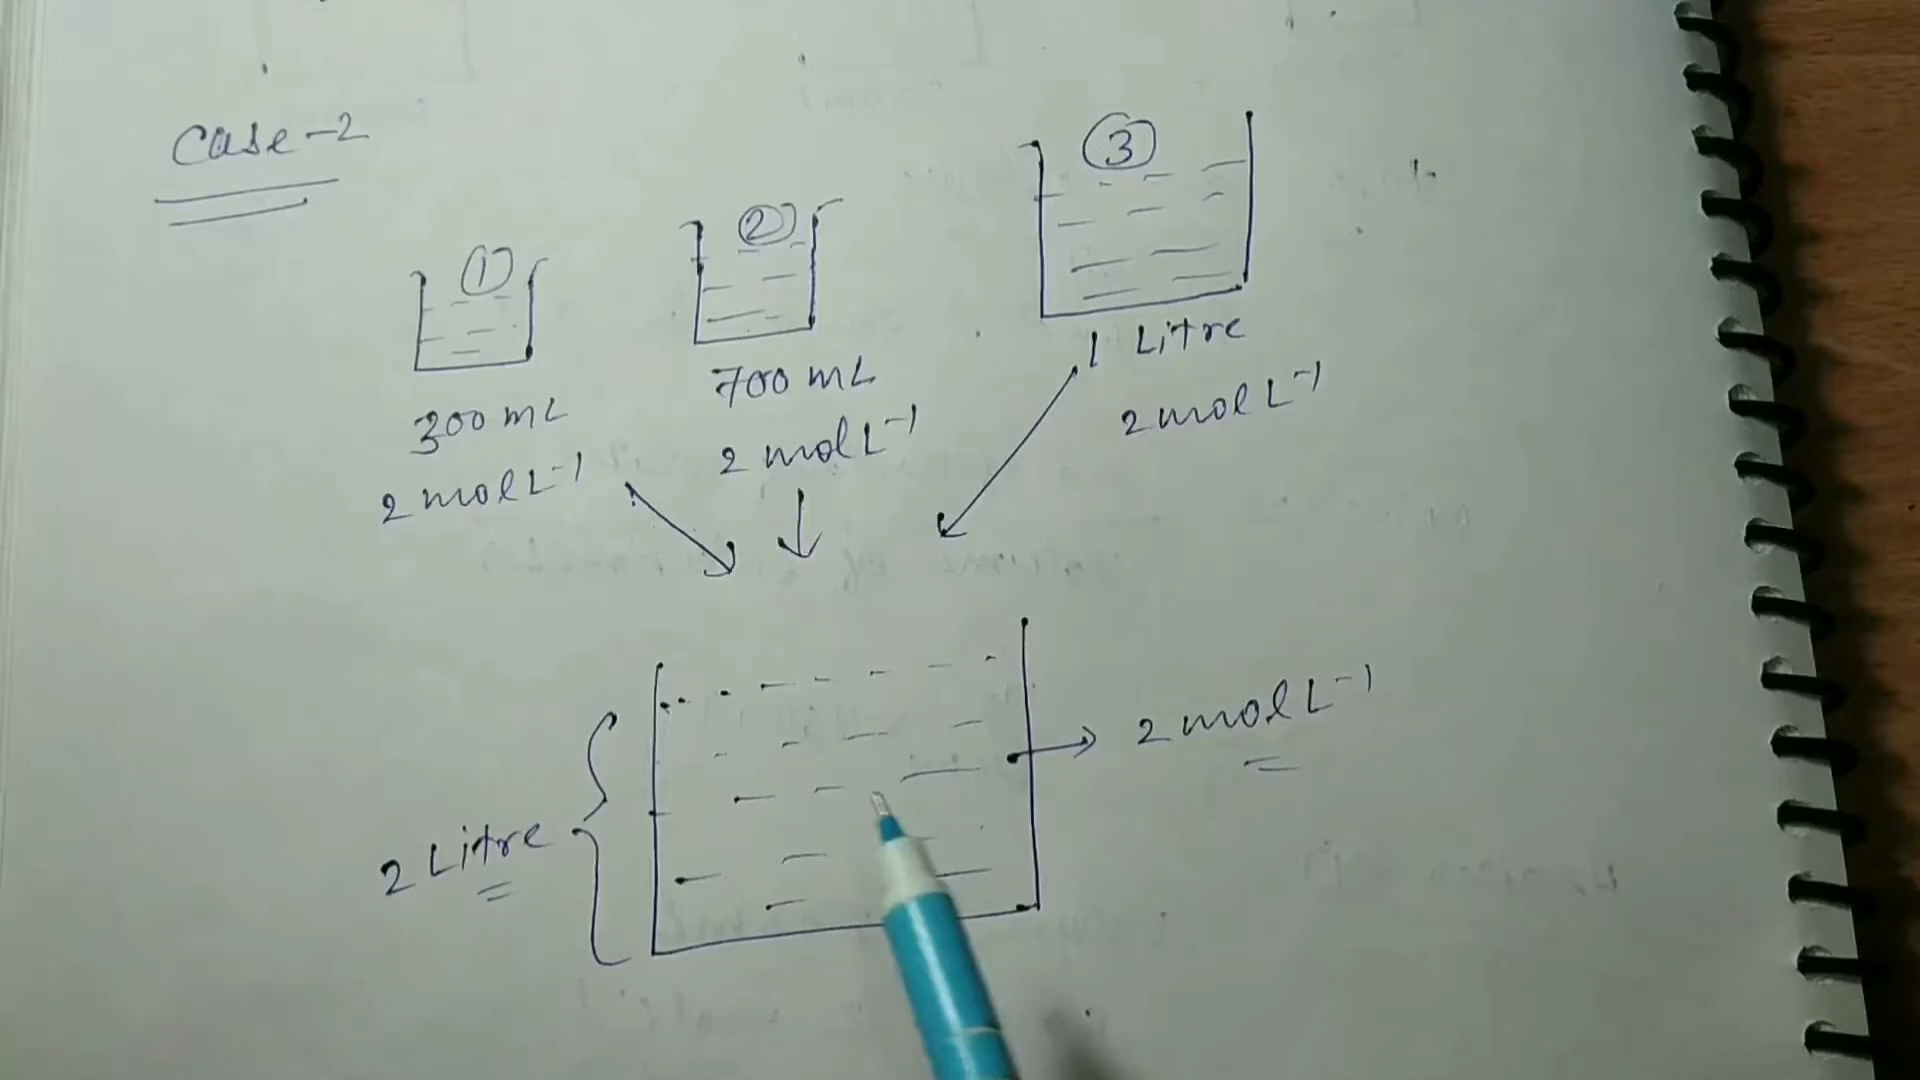 Case-2
1
300 mL
2 mol L⁻¹
2
700 mL
2 mol L⁻¹
3
1 Litre
2 mol L⁻¹
2 Litre
2 mol L⁻¹